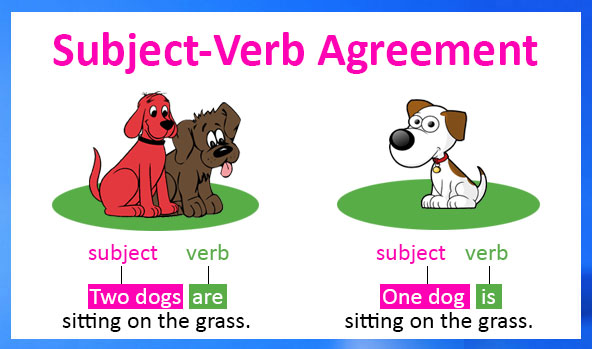 Subject-Verb Agreement
subject verb
Two dogs are
sitting on the grass.
subject verb
One dog is
sitting on the grass.